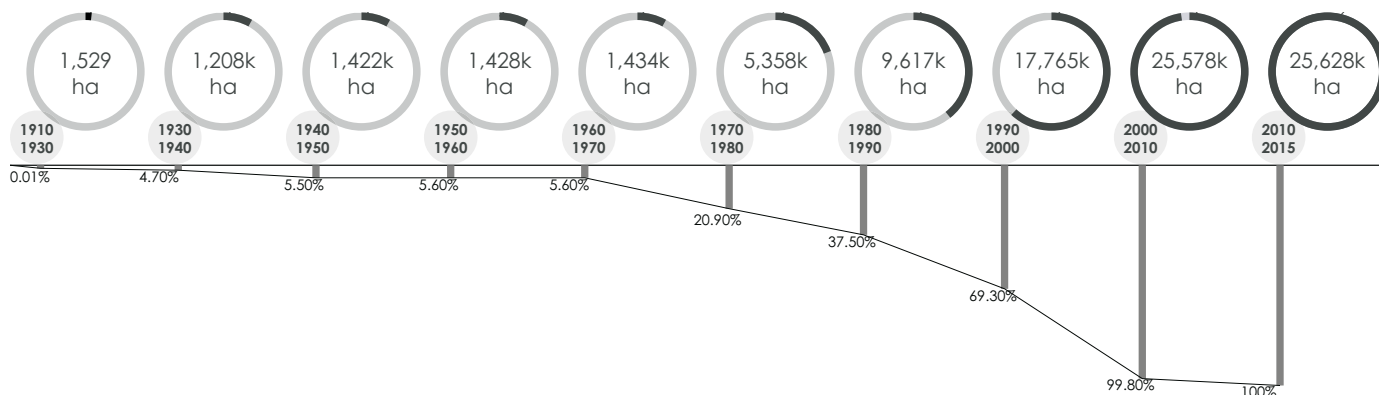 1,529
ha
1,208k
ha
1,422k
ha
1,428k
ha
1,434k
ha
5,358k
ha
9,617k
ha
17,765k
ha
25,578k
ha
25,628k
ha
1910
1930
1930
1940
1940
1950
1950
1960
1960
1970
1970
1980
1980
1990
1990
2000
2000
2010
2010
2015
0.01%
4.70%
5.50%
5.60%
5.60%
20.90%
37.50%
69.30%
99.80%
100%